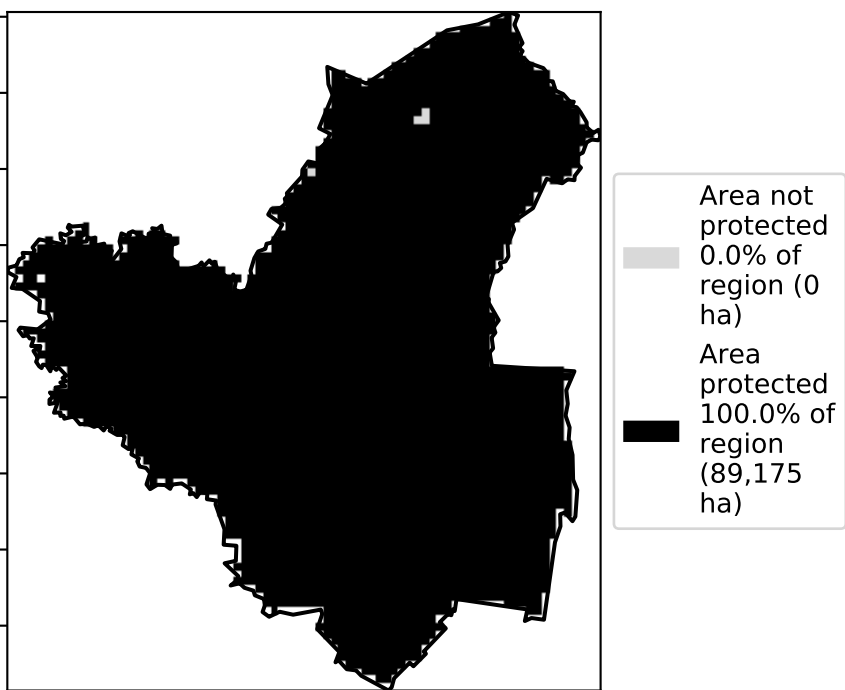 Area not
protected
0.0% of
region (0
ha)
Area
protected
100.0% of
region
(89,175
ha)